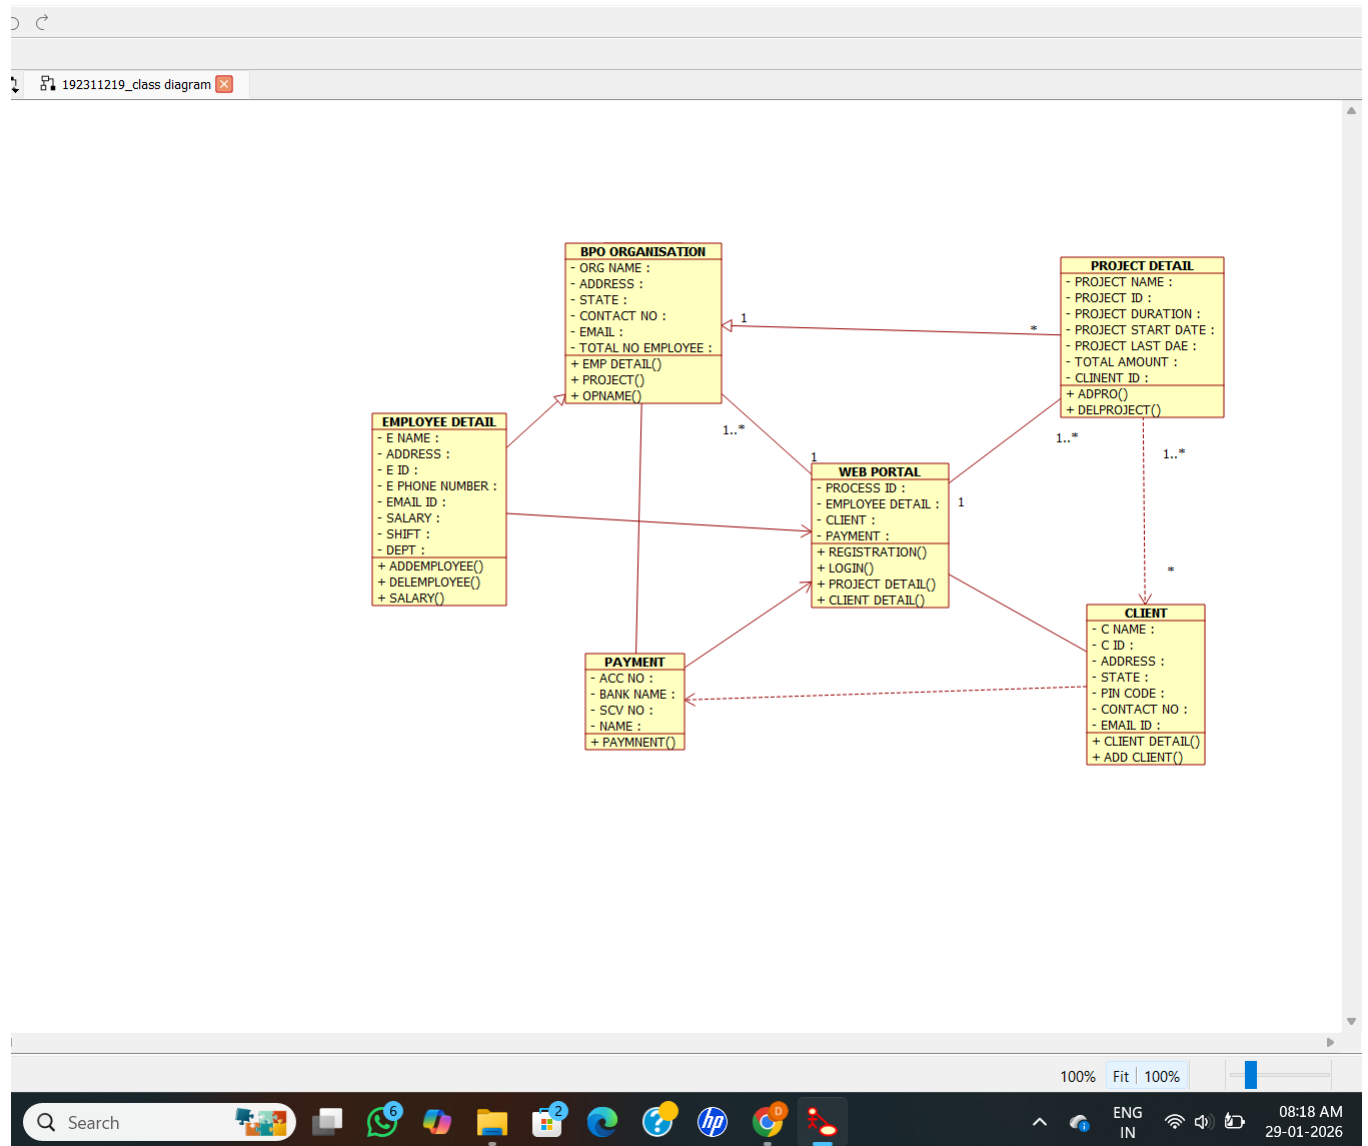 192311219_class diagram
BPO ORGANISATION
- ORG NAME :
- ADDRESS :
- STATE :
- CONTACT NO :
- EMAIL :
- TOTAL NO EMPLOYEE :
+ EMP DETAIL()
+ PROJECT()
+ OPNAME()
PROJECT DETAIL
- PROJECT NAME :
- PROJECT ID :
- PROJECT DURATION :
- PROJECT START DATE :
- PROJECT LAST DAE :
- TOTAL AMOUNT :
- CLINENT ID :
+ ADPRO()
+ DELPROJECT()
1
*
1..*
1
1..*
1
1..*
*
EMPLOYEE DETAIL
- E NAME :
- ADDRESS :
- E ID :
- E PHONE NUMBER :
- EMAIL ID :
- SALARY :
- SHIFT :
- DEPT :
+ ADDEMPLOYEE()
+ DELEMPLOYEE()
+ SALARY()
WEB PORTAL
- PROCESS ID :
- EMPLOYEE DETAIL :
- CLIENT :
- PAYMENT :
+ REGISTRATION()
+ LOGIN()
+ PROJECT DETAIL()
+ CLIENT DETAIL()
PAYMENT
- ACC NO :
- BANK NAME :
- SCV NO :
- NAME :
+ PAYMNENT()
CLIENT
- C NAME :
- C ID :
- ADDRESS :
- STATE :
- PIN CODE :
- CONTACT NO :
- EMAIL ID :
+ CLIENT DETAIL()
+ ADD CLIENT()
100% Fit 100%
Search
6
2
hp
D
ENG
IN
08:18 AM
29-01-2026